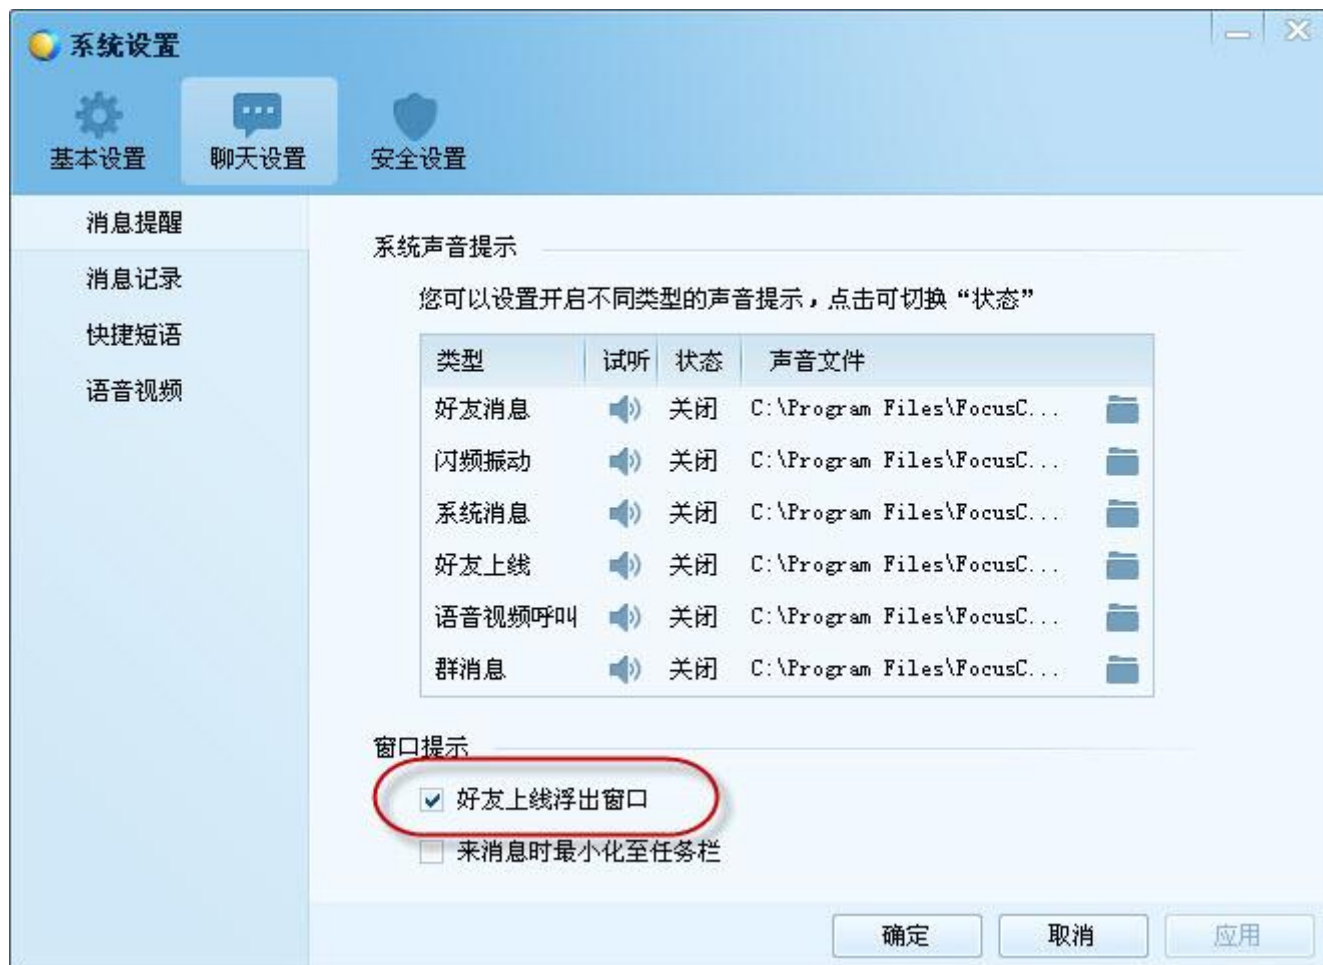 系统设置
基本设置 聊天设置 安全设置
消息提醒
消息记录
快捷短语
语音视频
系统声音提示
您可以设置开启不同类型的声音提示，点击可切换“状态”
类型 试听 状态 声音文件
好友消息 关闭 C:\Program Files\FocusC...
闪频振动 关闭 C:\Program Files\FocusC...
系统消息 关闭 C:\Program Files\FocusC...
好友上线 关闭 C:\Program Files\FocusC...
语音视频呼叫 关闭 C:\Program Files\FocusC...
群消息 关闭 C:\Program Files\FocusC...
窗口提示
好友上线浮出窗口
来消息时最小化至任务栏
确定 取消 应用